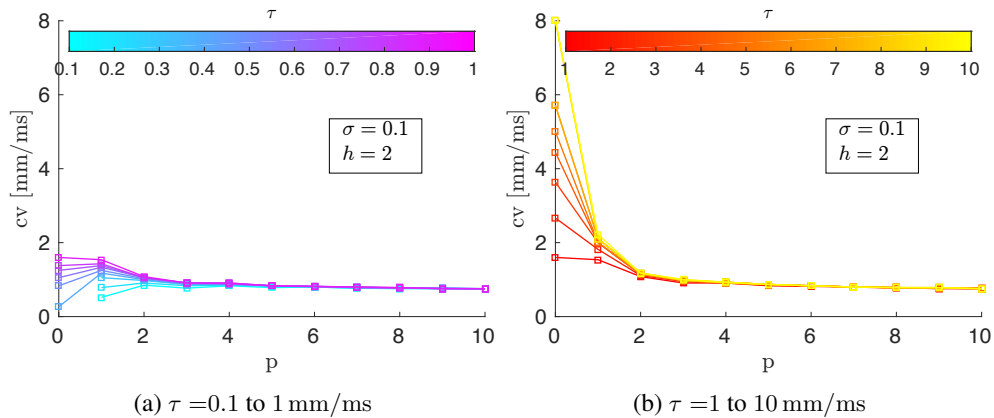 τ
8
0.1 0.2 0.3 0.4 0.5 0.6 0.7 0.8 0.9 1
6
σ = 0.1
h = 2
4
cv [mm/ms]
2
0
0 2 4 6 8 10
p
(a) τ =0.1 to 1 mm/ms
τ
8
1 2 3 4 5 6 7 8 9 10
6
σ = 0.1
h = 2
4
cv [mm/ms]
2
0
0 2 4 6 8 10
p
(b) τ =1 to 10 mm/ms